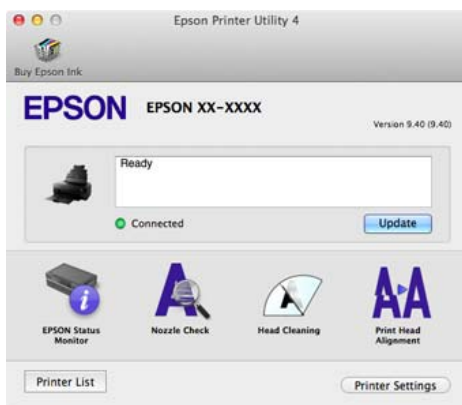 Epson Printer Utility 4
Buy Epson Ink
EPSON EPSON XX-XXXX
Version 9.40 (9.40)
Ready
Connected
Update
EPSON Status
Monitor
Nozzle Check
Head Cleaning
Print Head
Alignment
Printer List
Printer Settings